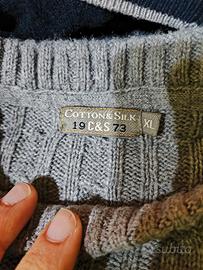 COTTON & SILK
19 C&S 73
XL
subito